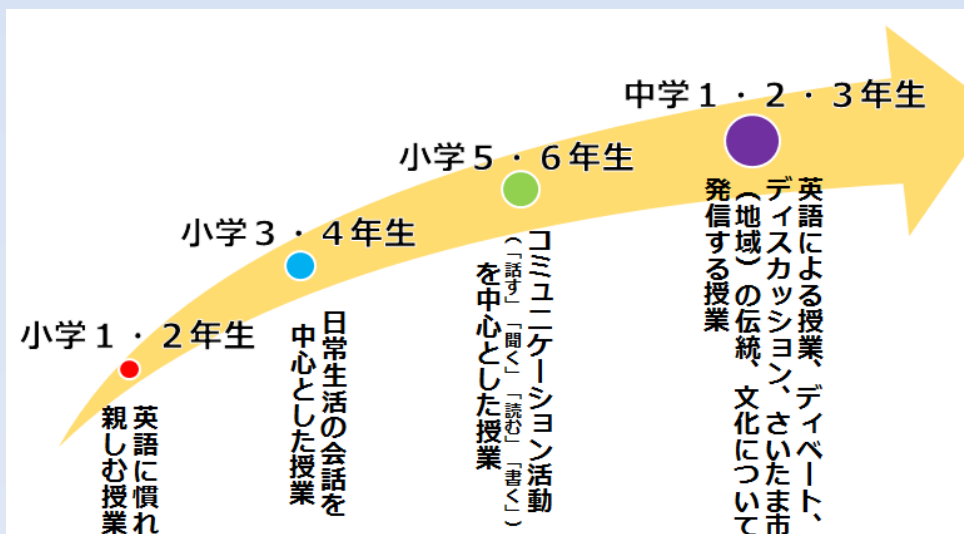 小学１・２年生
英語に慣れ
親しむ授業
小学３・４年生
日常生活の会話を
中心とした授業
小学５・６年生
コミュニケーション活動
（「話す」「聞く」「読む」「書く」）
を中心とした授業
中学１・２・３年生
英語による授業、ディベート、
ディスカッション、さいたま市
（地域）の伝統、文化について
発信する授業